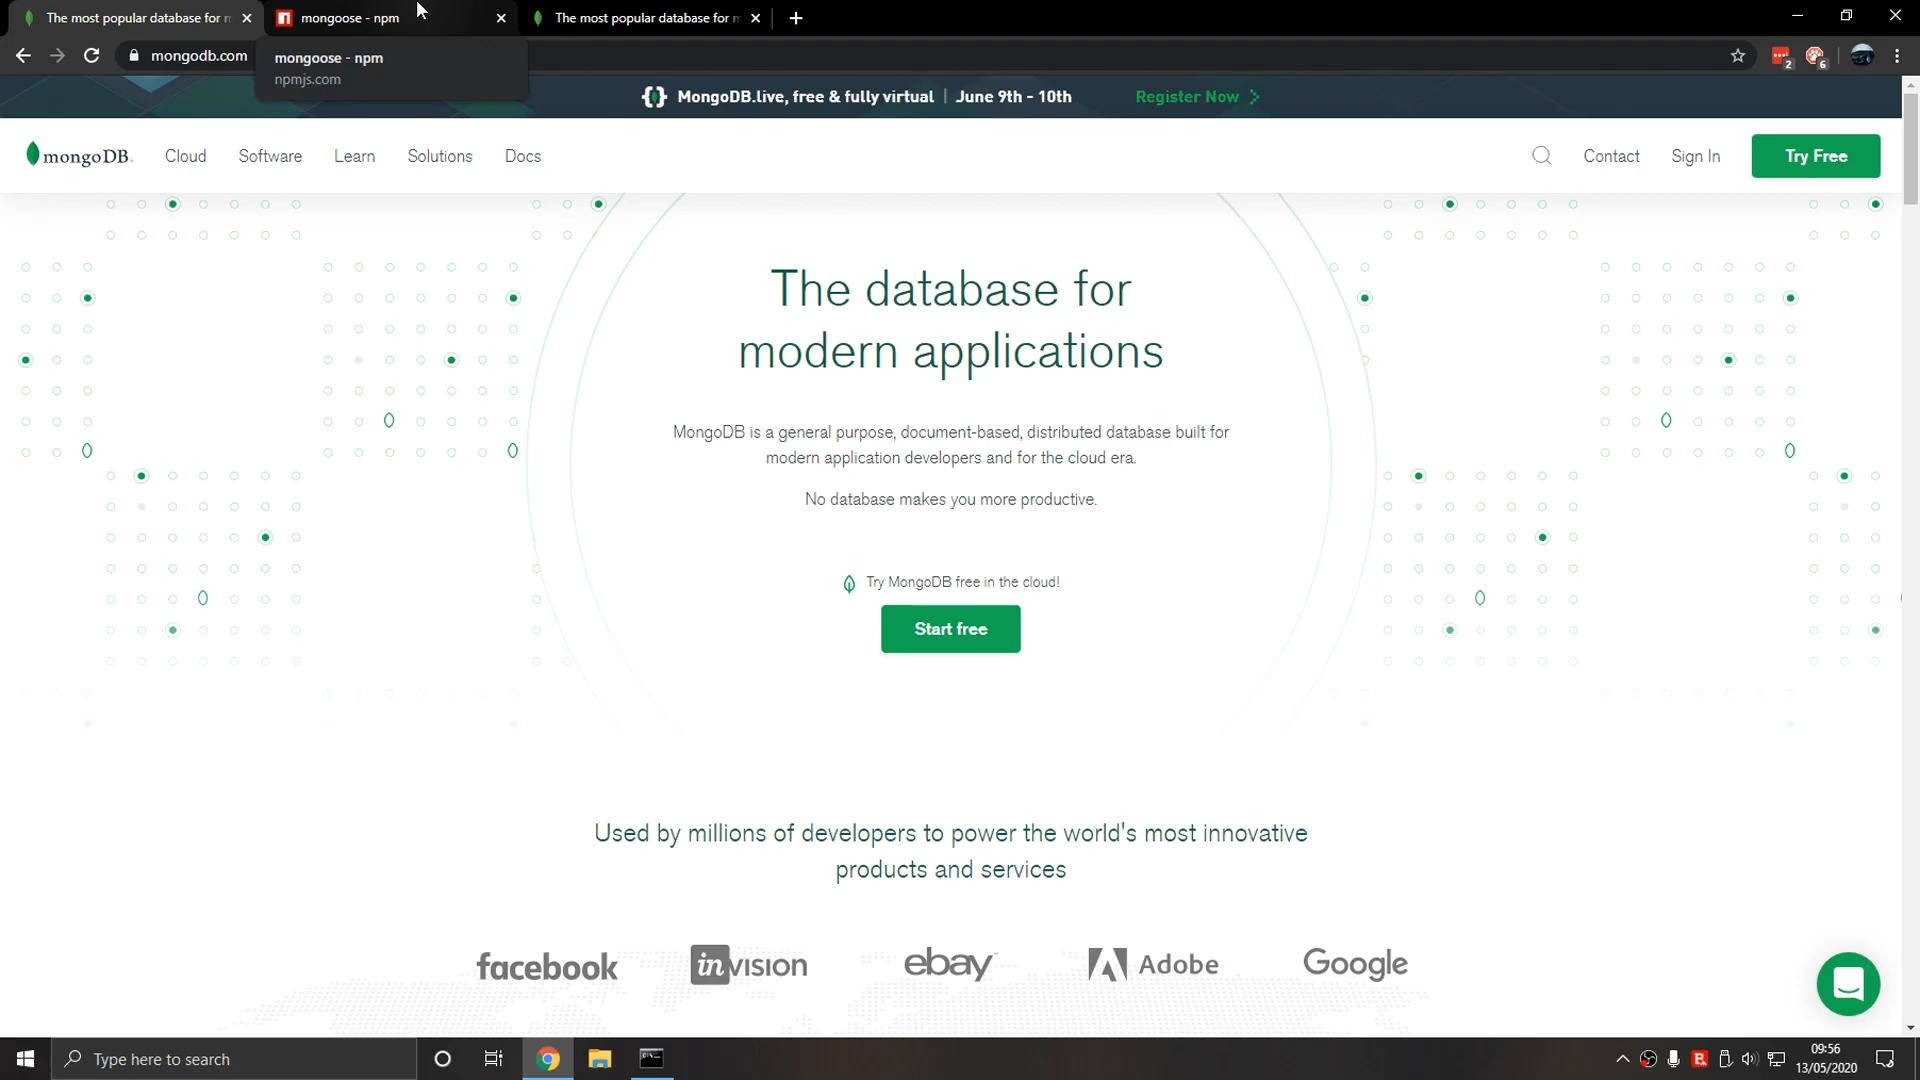 The most popular database for m
mongoose - npm
The most popular database for m
mongodb.com
2
6
mongoose - npm
npmjs.com
MongoDB.live, free & fully virtual | June 9th - 10th
Register Now
mongoDB.
Cloud
Software
Learn
Solutions
Docs
Contact
Sign In
Try Free
The database for
modern applications
MongoDB is a general purpose, document-based, distributed database built for
modern application developers and for the cloud era.
No database makes you more productive.
Try MongoDB free in the cloud!
Start free
Used by millions of developers to power the world's most innovative
products and services
facebook
invision
ebay
Adobe
Google
Type here to search
09:56
13/05/2020